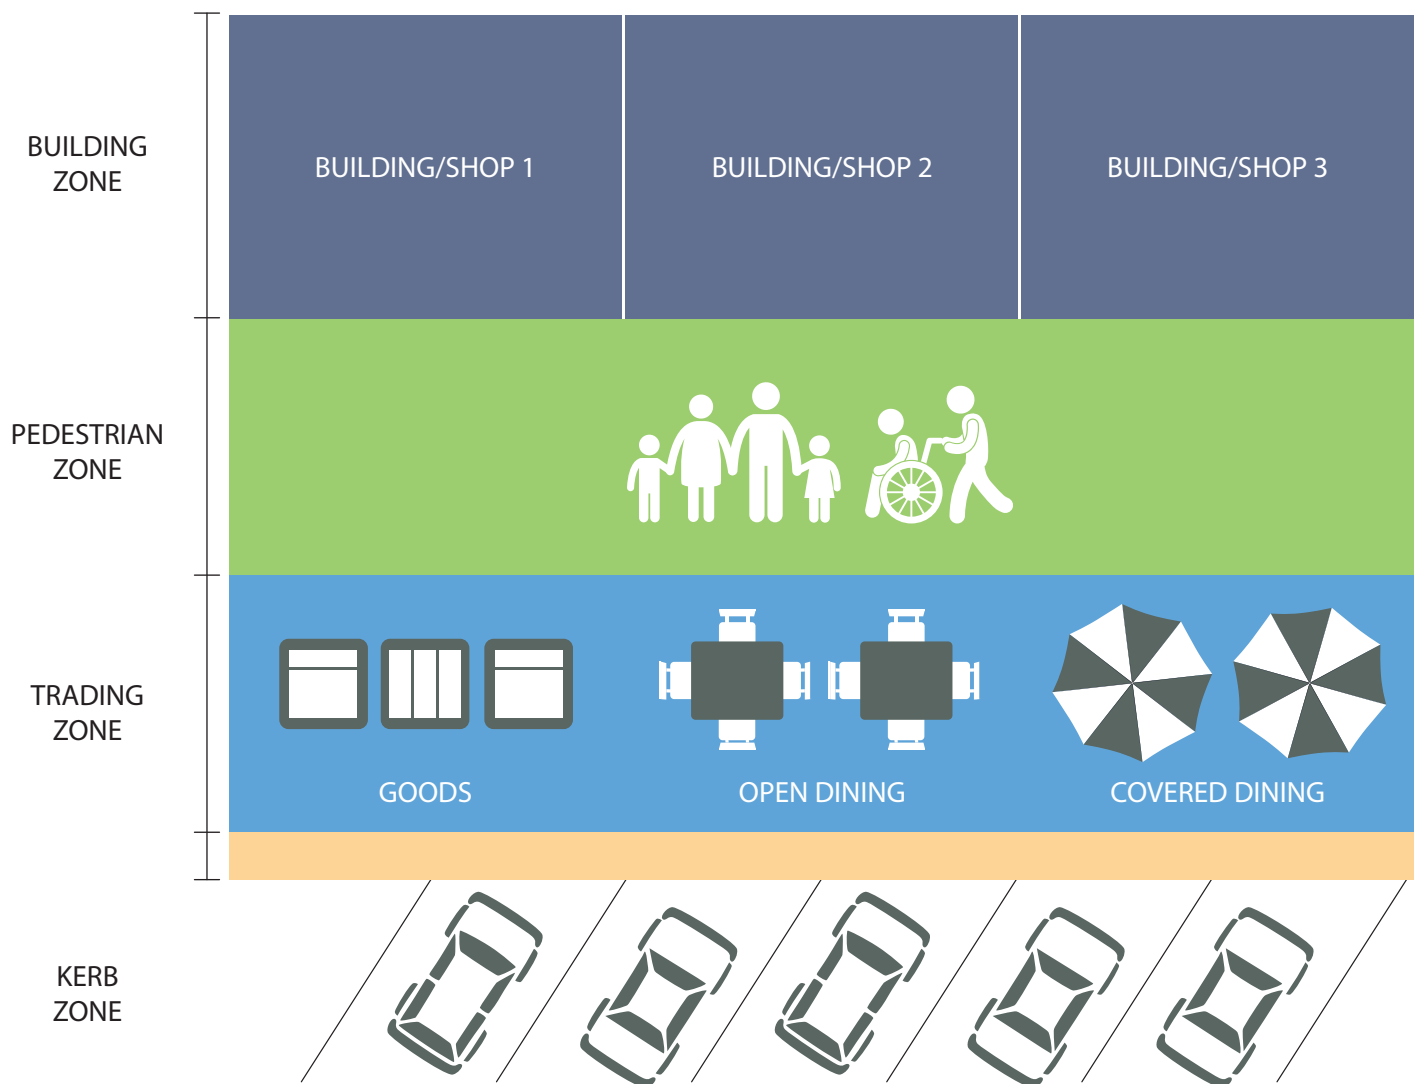 BUILDING
ZONE
BUILDING/SHOP 1
BUILDING/SHOP 2
BUILDING/SHOP 3
PEDESTRIAN
ZONE
TRADING
ZONE
GOODS
OPEN DINING
COVERED DINING
KERB
ZONE